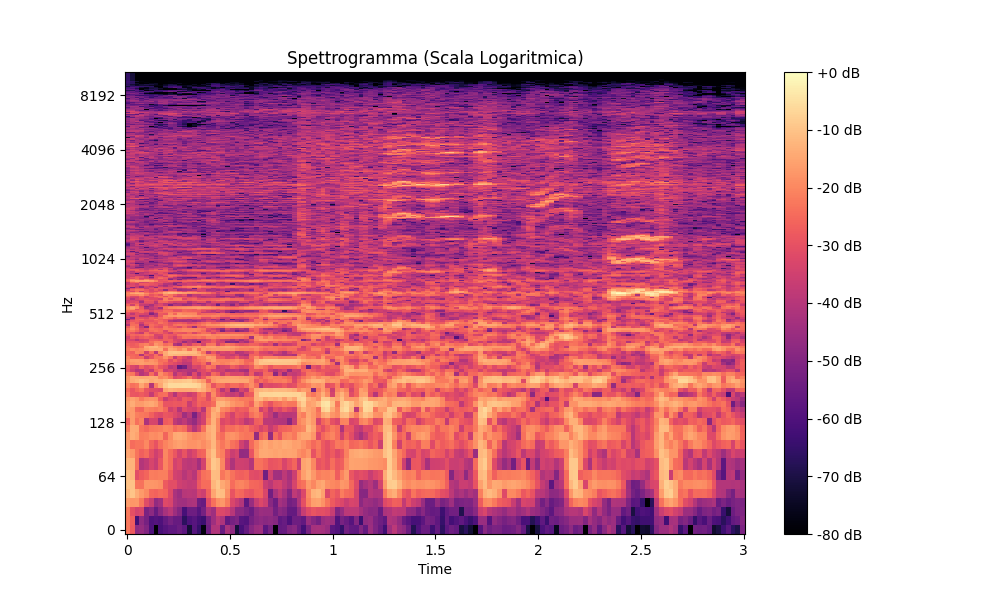 Spettrogramma (Scala Logaritmica)
Hz
8192
4096
2048
1024
512
256
128
64
0
0
0.5
1
1.5
2
2.5
3
Time
+0 dB
-10 dB
-20 dB
-30 dB
-40 dB
-50 dB
-60 dB
-70 dB
-80 dB